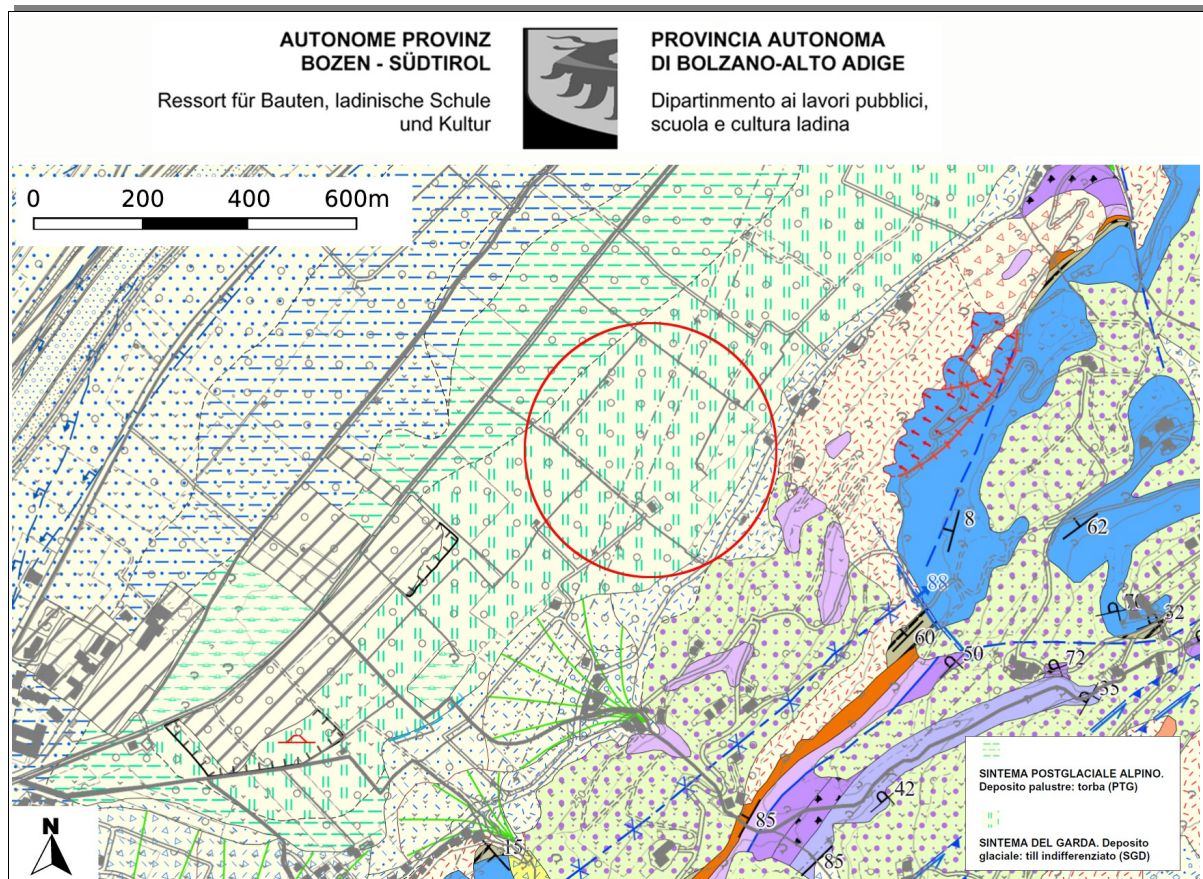 AUTONOME PROVINZ
BOZEN - SÜDTIROL
Ressort für Bauten, ladinische Schule
und Kultur
PROVINCIA AUTONOMA
DI BOLZANO-ALTO ADIGE
Dipartinmento ai lavori pubblici,
scuola e cultura ladina
0 200 400 600m
8
62
88
60
50
72
32
35
42
85
85
15
N
SINTEMA POSTGLACIALE ALPINO.
Deposito palustre: torba (PTG)
SINTEMA DEL GARDA. Deposito
glaciale: till indifferenziato (SGD)